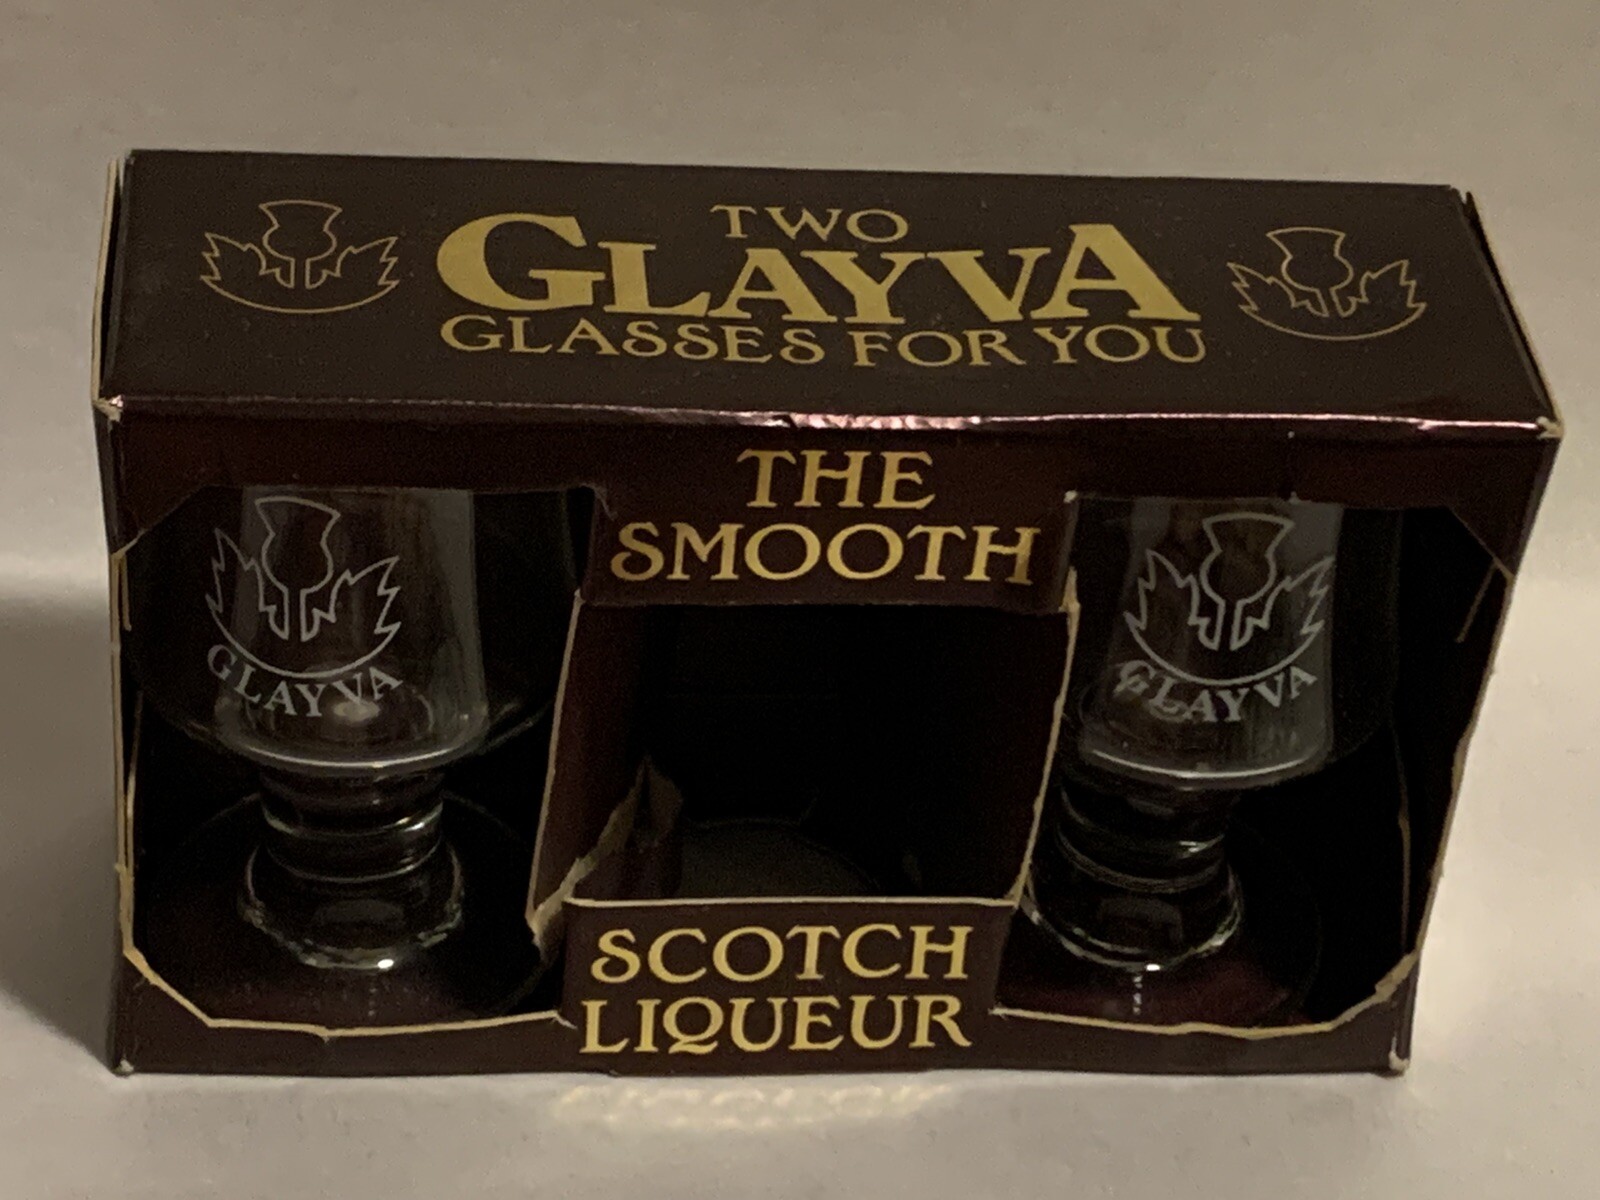 TWO
GLAYVA
GLASSES FOR YOU
THE
SMOOTH
GLAYVA
GLAYVA
SCOTCH
LIQUEUR